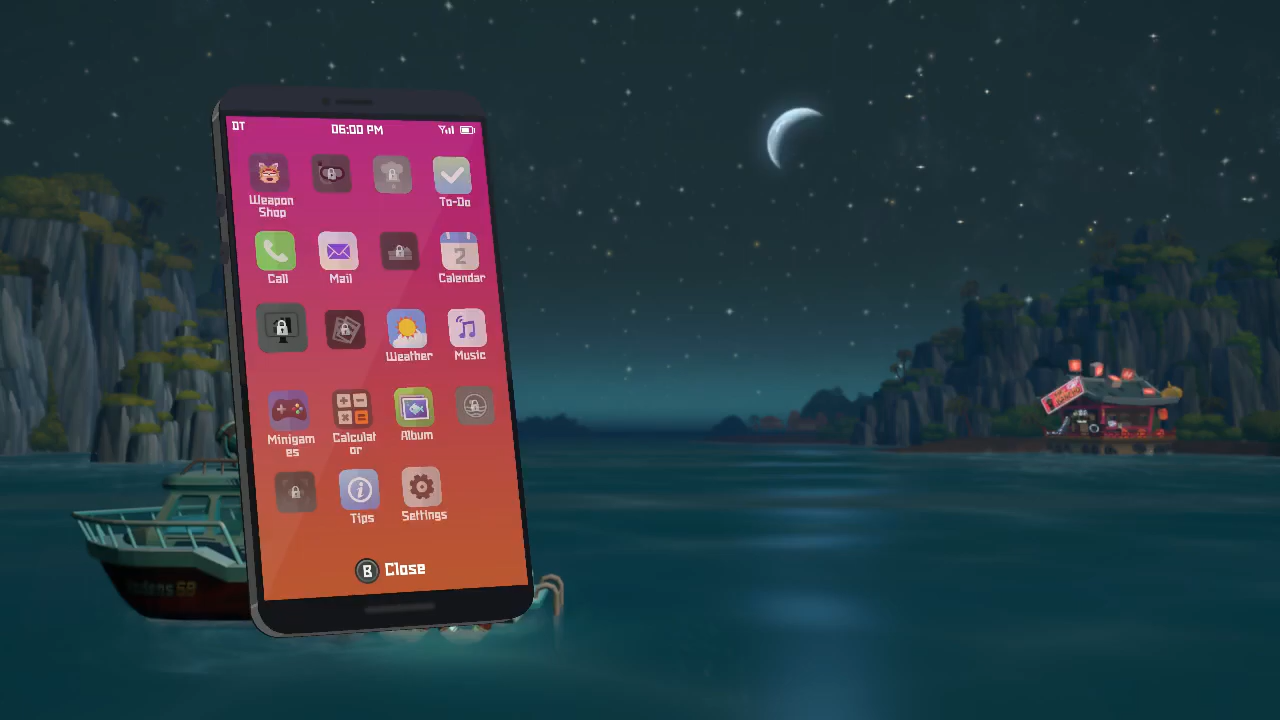 DT
06:00 PM
Weapon
Shop
To-Do
Call
Mail
2
Calendar
Weather
Music
Minigam
es
Calculat
or
Album
Tips
Settings
B Close